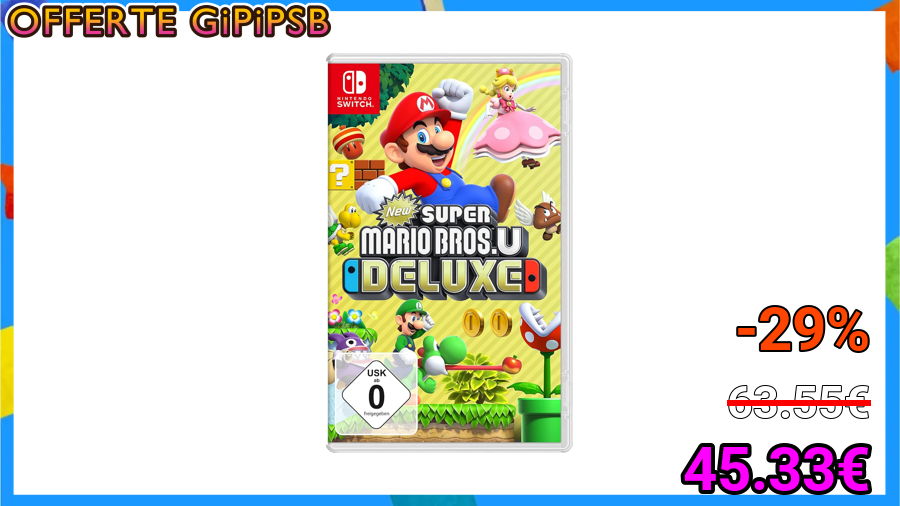 OFFERTE GiPiPSB
NINTENDO
SWITCH.
?
M
New SUPER
MARIO BROS.U
DELUXE
USK
ab
0
freigegeben
-29%
63.55€
45.33€